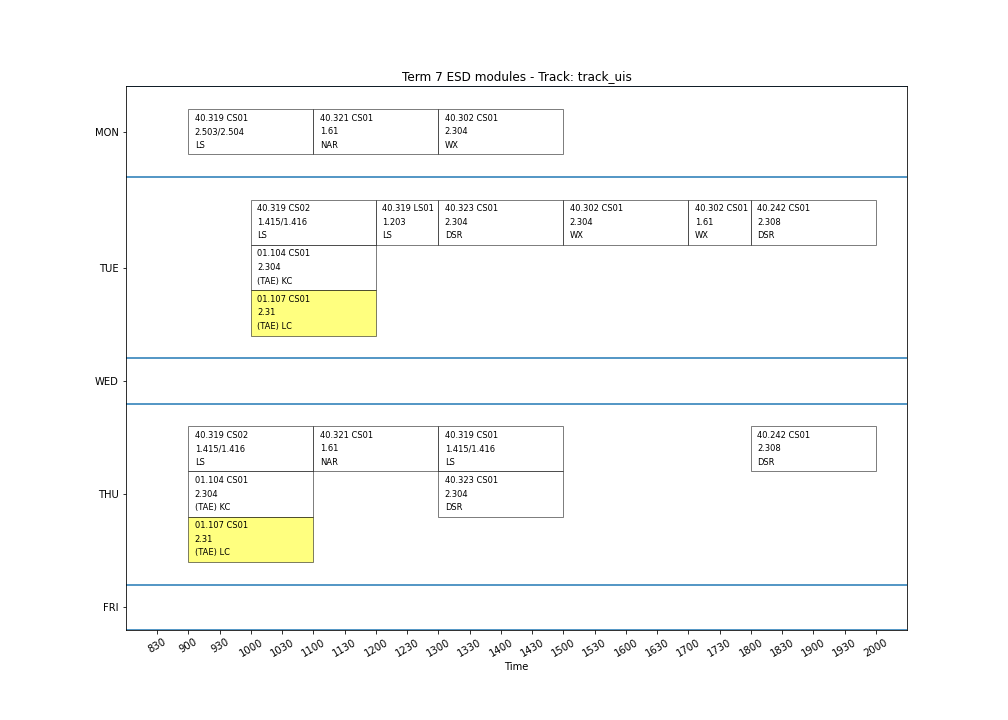 Term 7 ESD modules - Track: track_uis
MON
40.319 CS01
2.503/2.504
LS
40.321 CS01
1.61
NAR
40.302 CS01
2.304
WX
TUE
40.319 CS02
1.415/1.416
LS
40.319 LS01
1.203
LS
40.323 CS01
2.304
DSR
40.302 CS01
2.304
WX
40.302 CS01
1.61
WX
40.242 CS01
2.308
DSR
01.104 CS01
2.304
(TAE) KC
01.107 CS01
2.31
(TAE) LC
WED
THU
40.319 CS02
1.415/1.416
LS
40.321 CS01
1.61
NAR
40.319 CS01
1.415/1.416
LS
40.242 CS01
2.308
DSR
01.104 CS01
2.304
(TAE) KC
40.323 CS01
2.304
DSR
01.107 CS01
2.31
(TAE) LC
FRI
830 900 930 1000 1030 1100 1130 1200 1230 1300 1330 1400 1430 1500 1530 1600 1630 1700 1730 1800 1830 1900 1930 2000
Time